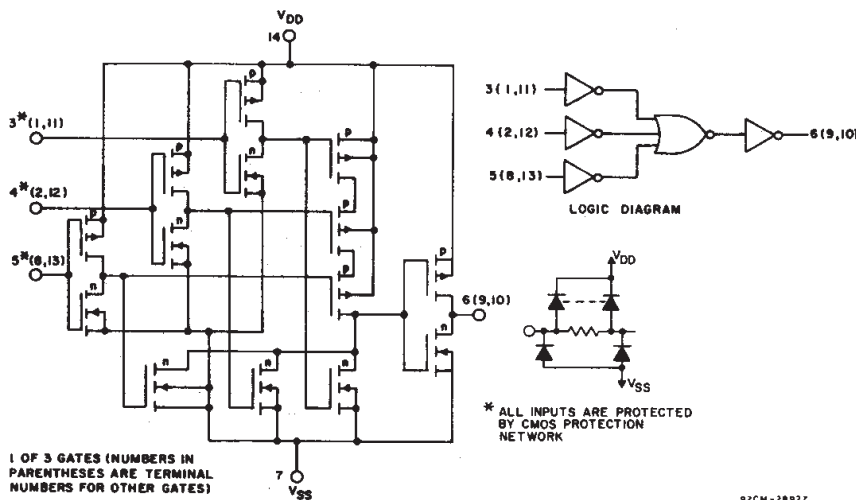 VDD
14
3*(1,11)
4*(2,12)
5*(8,13)
p
n
p
n
p
n
p
p
p
n
n
n
p
n
6(9,10)
7
VSS
1 OF 3 GATES (NUMBERS IN
PARENTHESES ARE TERMINAL
NUMBERS FOR OTHER GATES)
3(1,11)
4(2,12)
5(8,13)
6(9,10)
LOGIC DIAGRAM
VDD
VSS
* ALL INPUTS ARE PROTECTED
BY CMOS PROTECTION
NETWORK
92CM-28927